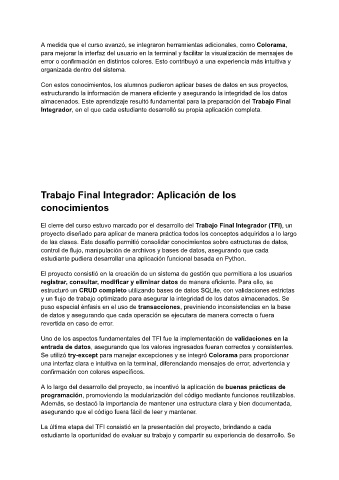 A medida que el curso avanzó, se integraron herramientas adicionales, como Colorama,
para mejorar la interfaz del usuario en la terminal y facilitar la visualización de mensajes de
error o confirmación en distintos colores. Esto contribuyó a una experiencia más intuitiva y
organizada dentro del sistema.
Con estos conocimientos, los alumnos pudieron aplicar bases de datos en sus proyectos,
estructurando la información de manera eficiente y asegurando la integridad de los datos
almacenados. Este aprendizaje resultó fundamental para la preparación del Trabajo Final
Integrador, en el que cada estudiante desarrolló su propia aplicación completa.
Trabajo Final Integrador: Aplicación de los
conocimientos
El cierre del curso estuvo marcado por el desarrollo del Trabajo Final Integrador (TFI), un
proyecto diseñado para aplicar de manera práctica todos los conceptos adquiridos a lo largo
de las clases. Este desafío permitió consolidar conocimientos sobre estructuras de datos,
control de flujo, manipulación de archivos y bases de datos, asegurando que cada
estudiante pudiera desarrollar una aplicación funcional basada en Python.
El proyecto consistió en la creación de un sistema de gestión que permitiera a los usuarios
registrar, consultar, modificar y eliminar datos de manera eficiente. Para ello, se
estructuró un CRUD completo utilizando bases de datos SQLite, con validaciones estrictas
y un flujo de trabajo optimizado para asegurar la integridad de los datos almacenados. Se
puso especial énfasis en el uso de transacciones, previniendo inconsistencias en la base
de datos y asegurando que cada operación se ejecutara de manera correcta o fuera
revertida en caso de error.
Uno de los aspectos fundamentales del TFI fue la implementación de validaciones en la
entrada de datos, asegurando que los valores ingresados fueran correctos y consistentes.
Se utilizó try-except para manejar excepciones y se integró Colorama para proporcionar
una interfaz clara e intuitiva en la terminal, diferenciando mensajes de error, advertencia y
confirmación con colores específicos.
A lo largo del desarrollo del proyecto, se incentivó la aplicación de buenas prácticas de
programación, promoviendo la modularización del código mediante funciones reutilizables.
Además, se destacó la importancia de mantener una estructura clara y bien documentada,
asegurando que el código fuera fácil de leer y mantener.
La última etapa del TFI consistió en la presentación del proyecto, brindando a cada
estudiante la oportunidad de evaluar su trabajo y compartir su experiencia de desarrollo. Se